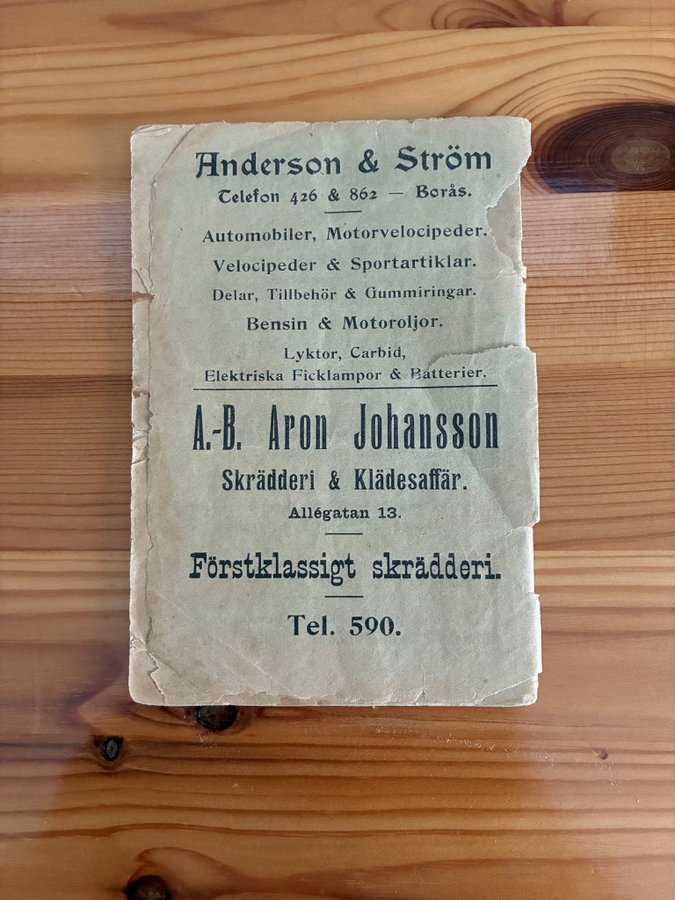 Anderson & Ström
Telefon 426 & 862 — Borås.
Automobiler, Motorvelocipeder.
Velocipeder & Sportartiklar.
Delar, Tillbehör & Gummiringar.
Bensin & Motoroljor.
Lyktor, Carbid,
Elektriska Ficklampor & Batterier.
A.-B. Aron Johansson
Skrädderi & Klädesaffär.
Allégatan 13.
Förstklassigt skrädderi.
Tel. 590.